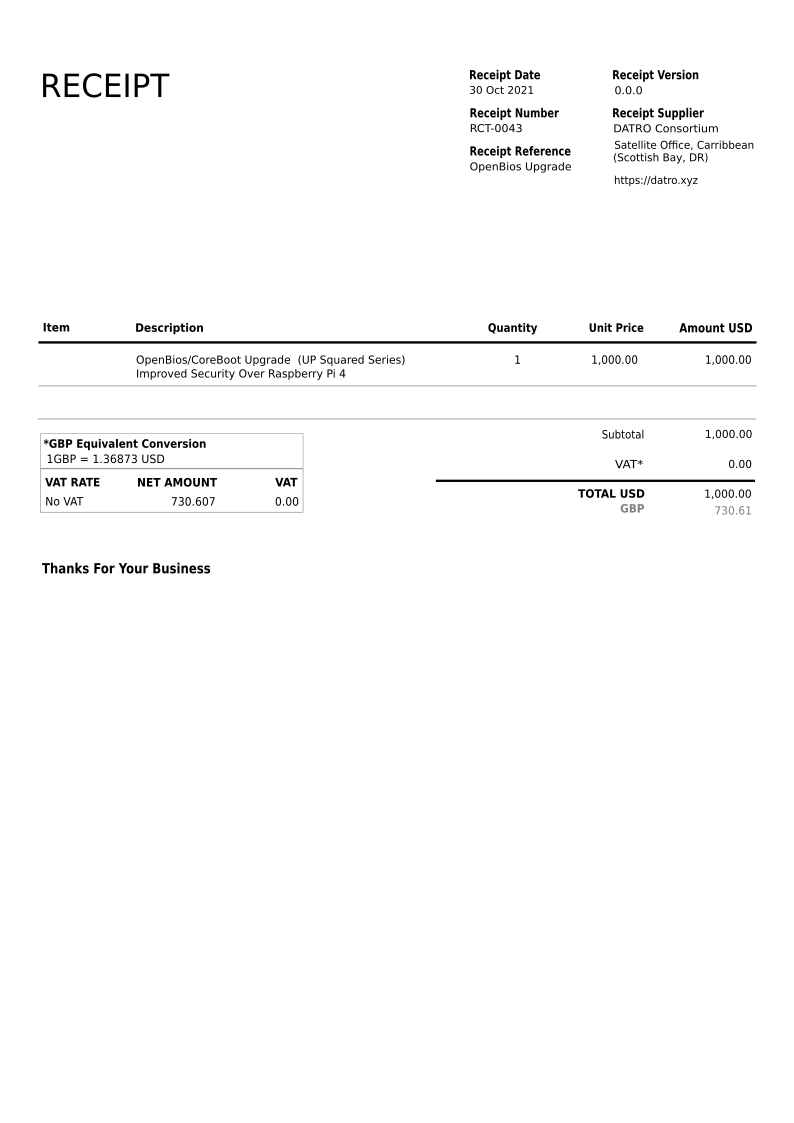 RECEIPT
Receipt Date
30 Oct 2021
Receipt Number
RCT-0043
Receipt Reference
OpenBios Upgrade
Receipt Version
0.0.0
Receipt Supplier
DATRO Consortium
Satellite Office, Carribbean
(Scottish Bay, DR)
https://datro.xyz
Item Description Quantity Unit Price Amount USD
OpenBios/CoreBoot Upgrade (UP Squared Series) 1 1,000.00 1,000.00
Improved Security Over Raspberry Pi 4
*GBP Equivalent Conversion
1GBP = 1.36873 USD
VAT RATE NET AMOUNT VAT
No VAT 730.607 0.00
Subtotal 1,000.00
VAT* 0.00
TOTAL USD 1,000.00
GBP 730.61
Thanks For Your Business